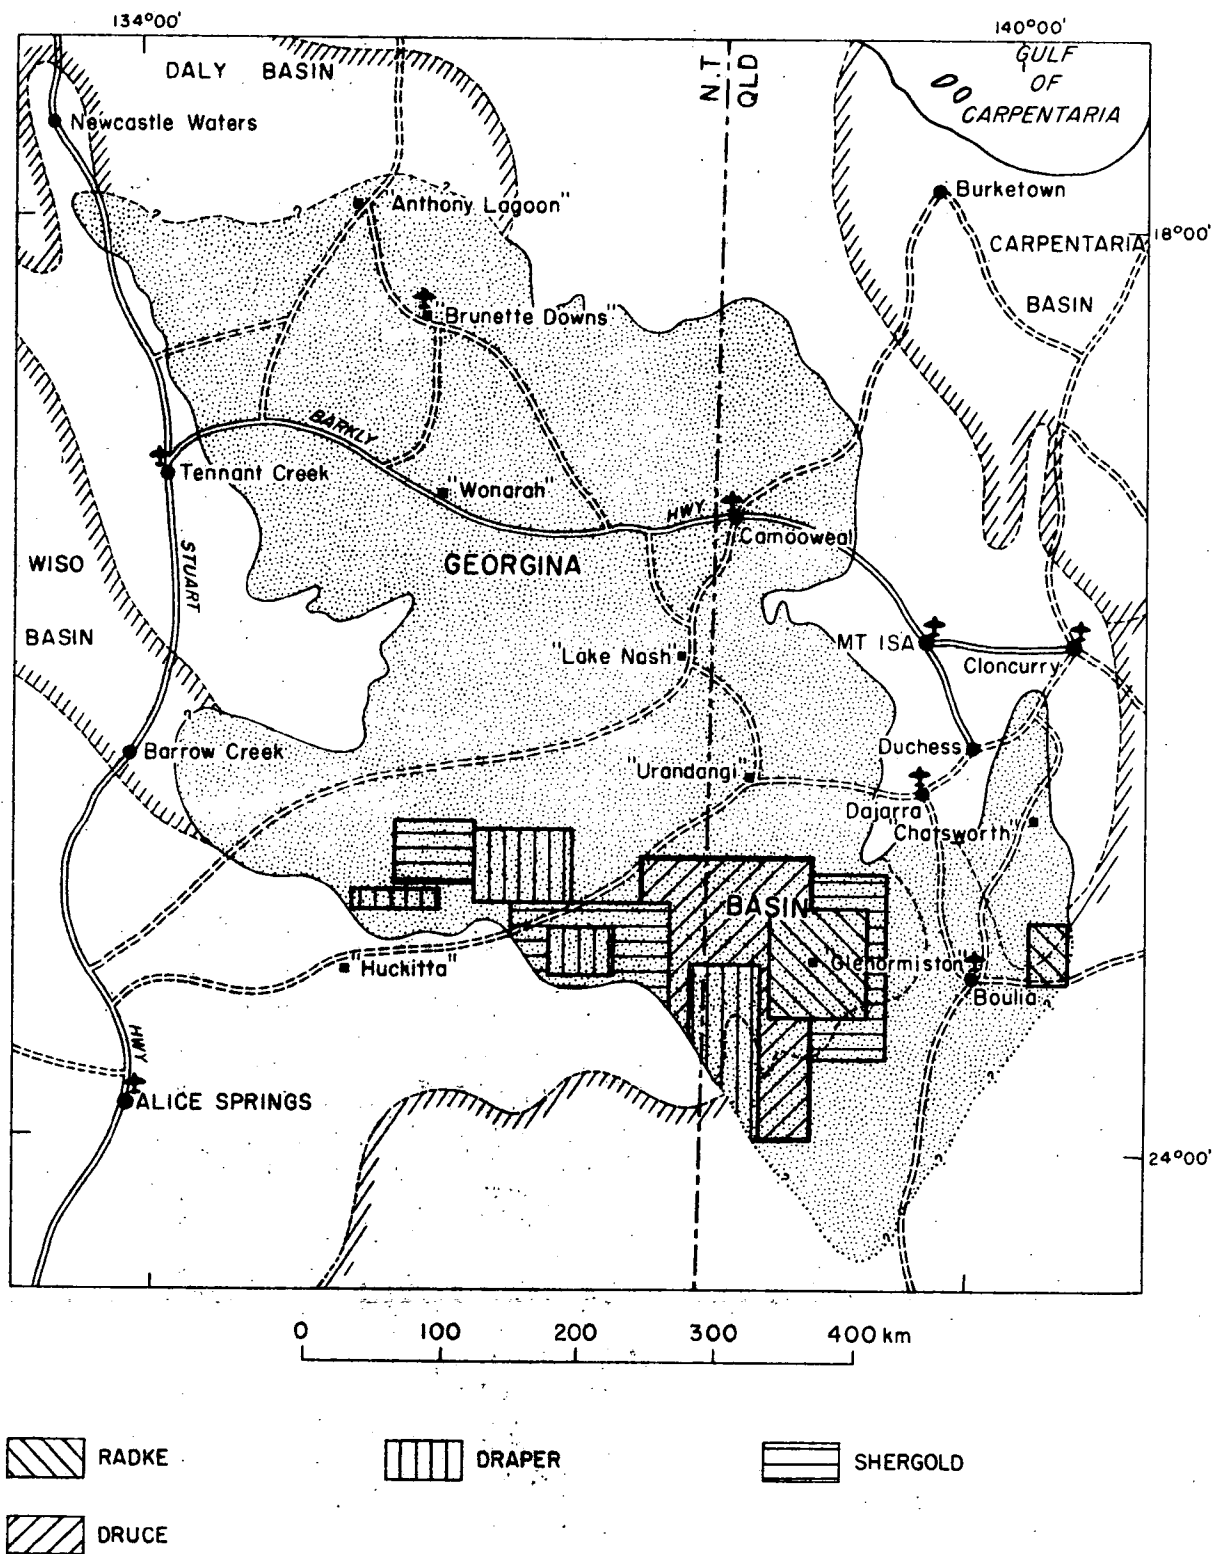 134°00'
140°00'
DALY BASIN
N.T
QLD
GULF
OF
CARPENTARIA
Newcastle Waters
Burketown
"Anthony Lagoon"
18°00'
CARPENTARIA
BASIN
"Brunette Downs"
BARKLY
Tennant Creek
"Wonarah"
HWY
Camooweal
STUART
WISO
BASIN
GEORGINA
MT ISA
Cloncurry
"Lake Nash"
Barrow Creek
Duchess
"Urandangi"
Dajarra
"Chatsworth"
BASIN
"Huckitta"
"Glenormiston"
Boulia
HWY
ALICE SPRINGS
24°00'
0 100 200 300 400 km
RADKE
DRAPER
SHERGOLD
DRUCE